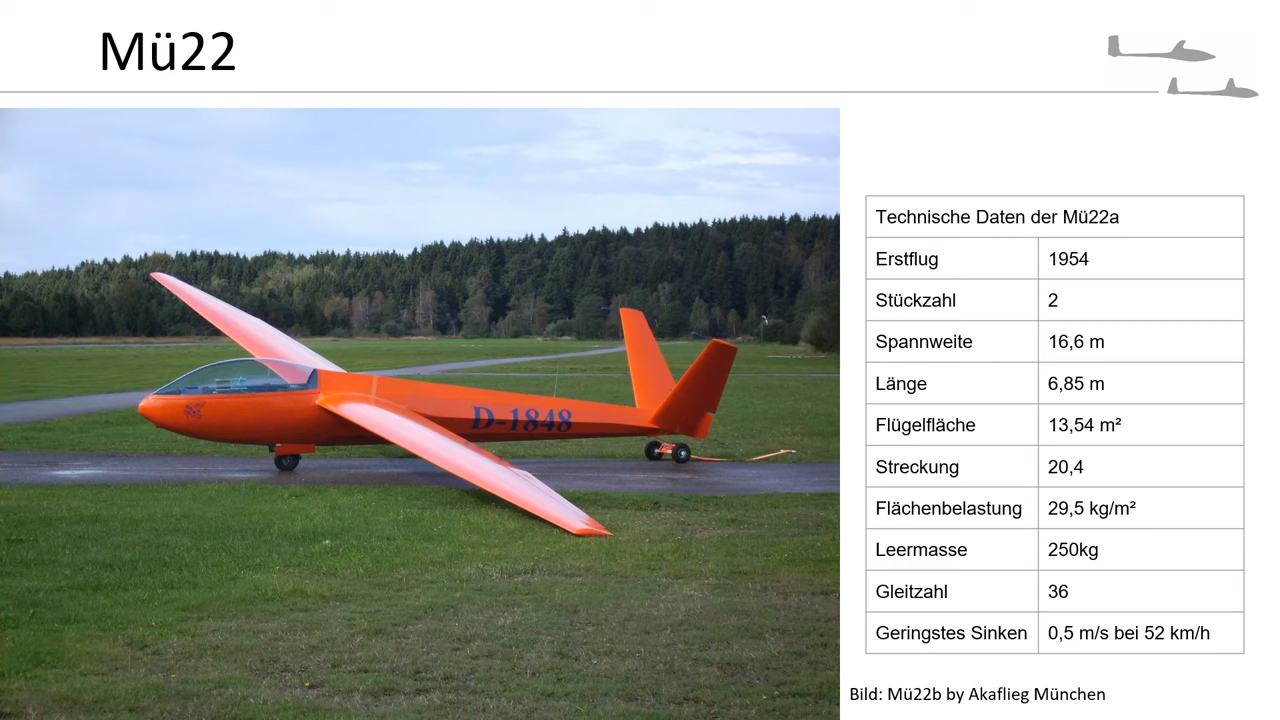 Mü22
D-1848
Technische Daten der Mü22a
Erstflug 1954
Stückzahl 2
Spannweite 16,6 m
Länge 6,85 m
Flügelfläche 13,54 m²
Streckung 20,4
Flächenbelastung 29,5 kg/m²
Leermasse 250kg
Gleitzahl 36
Geringstes Sinken 0,5 m/s bei 52 km/h
Bild: Mü22b by Akaflieg München